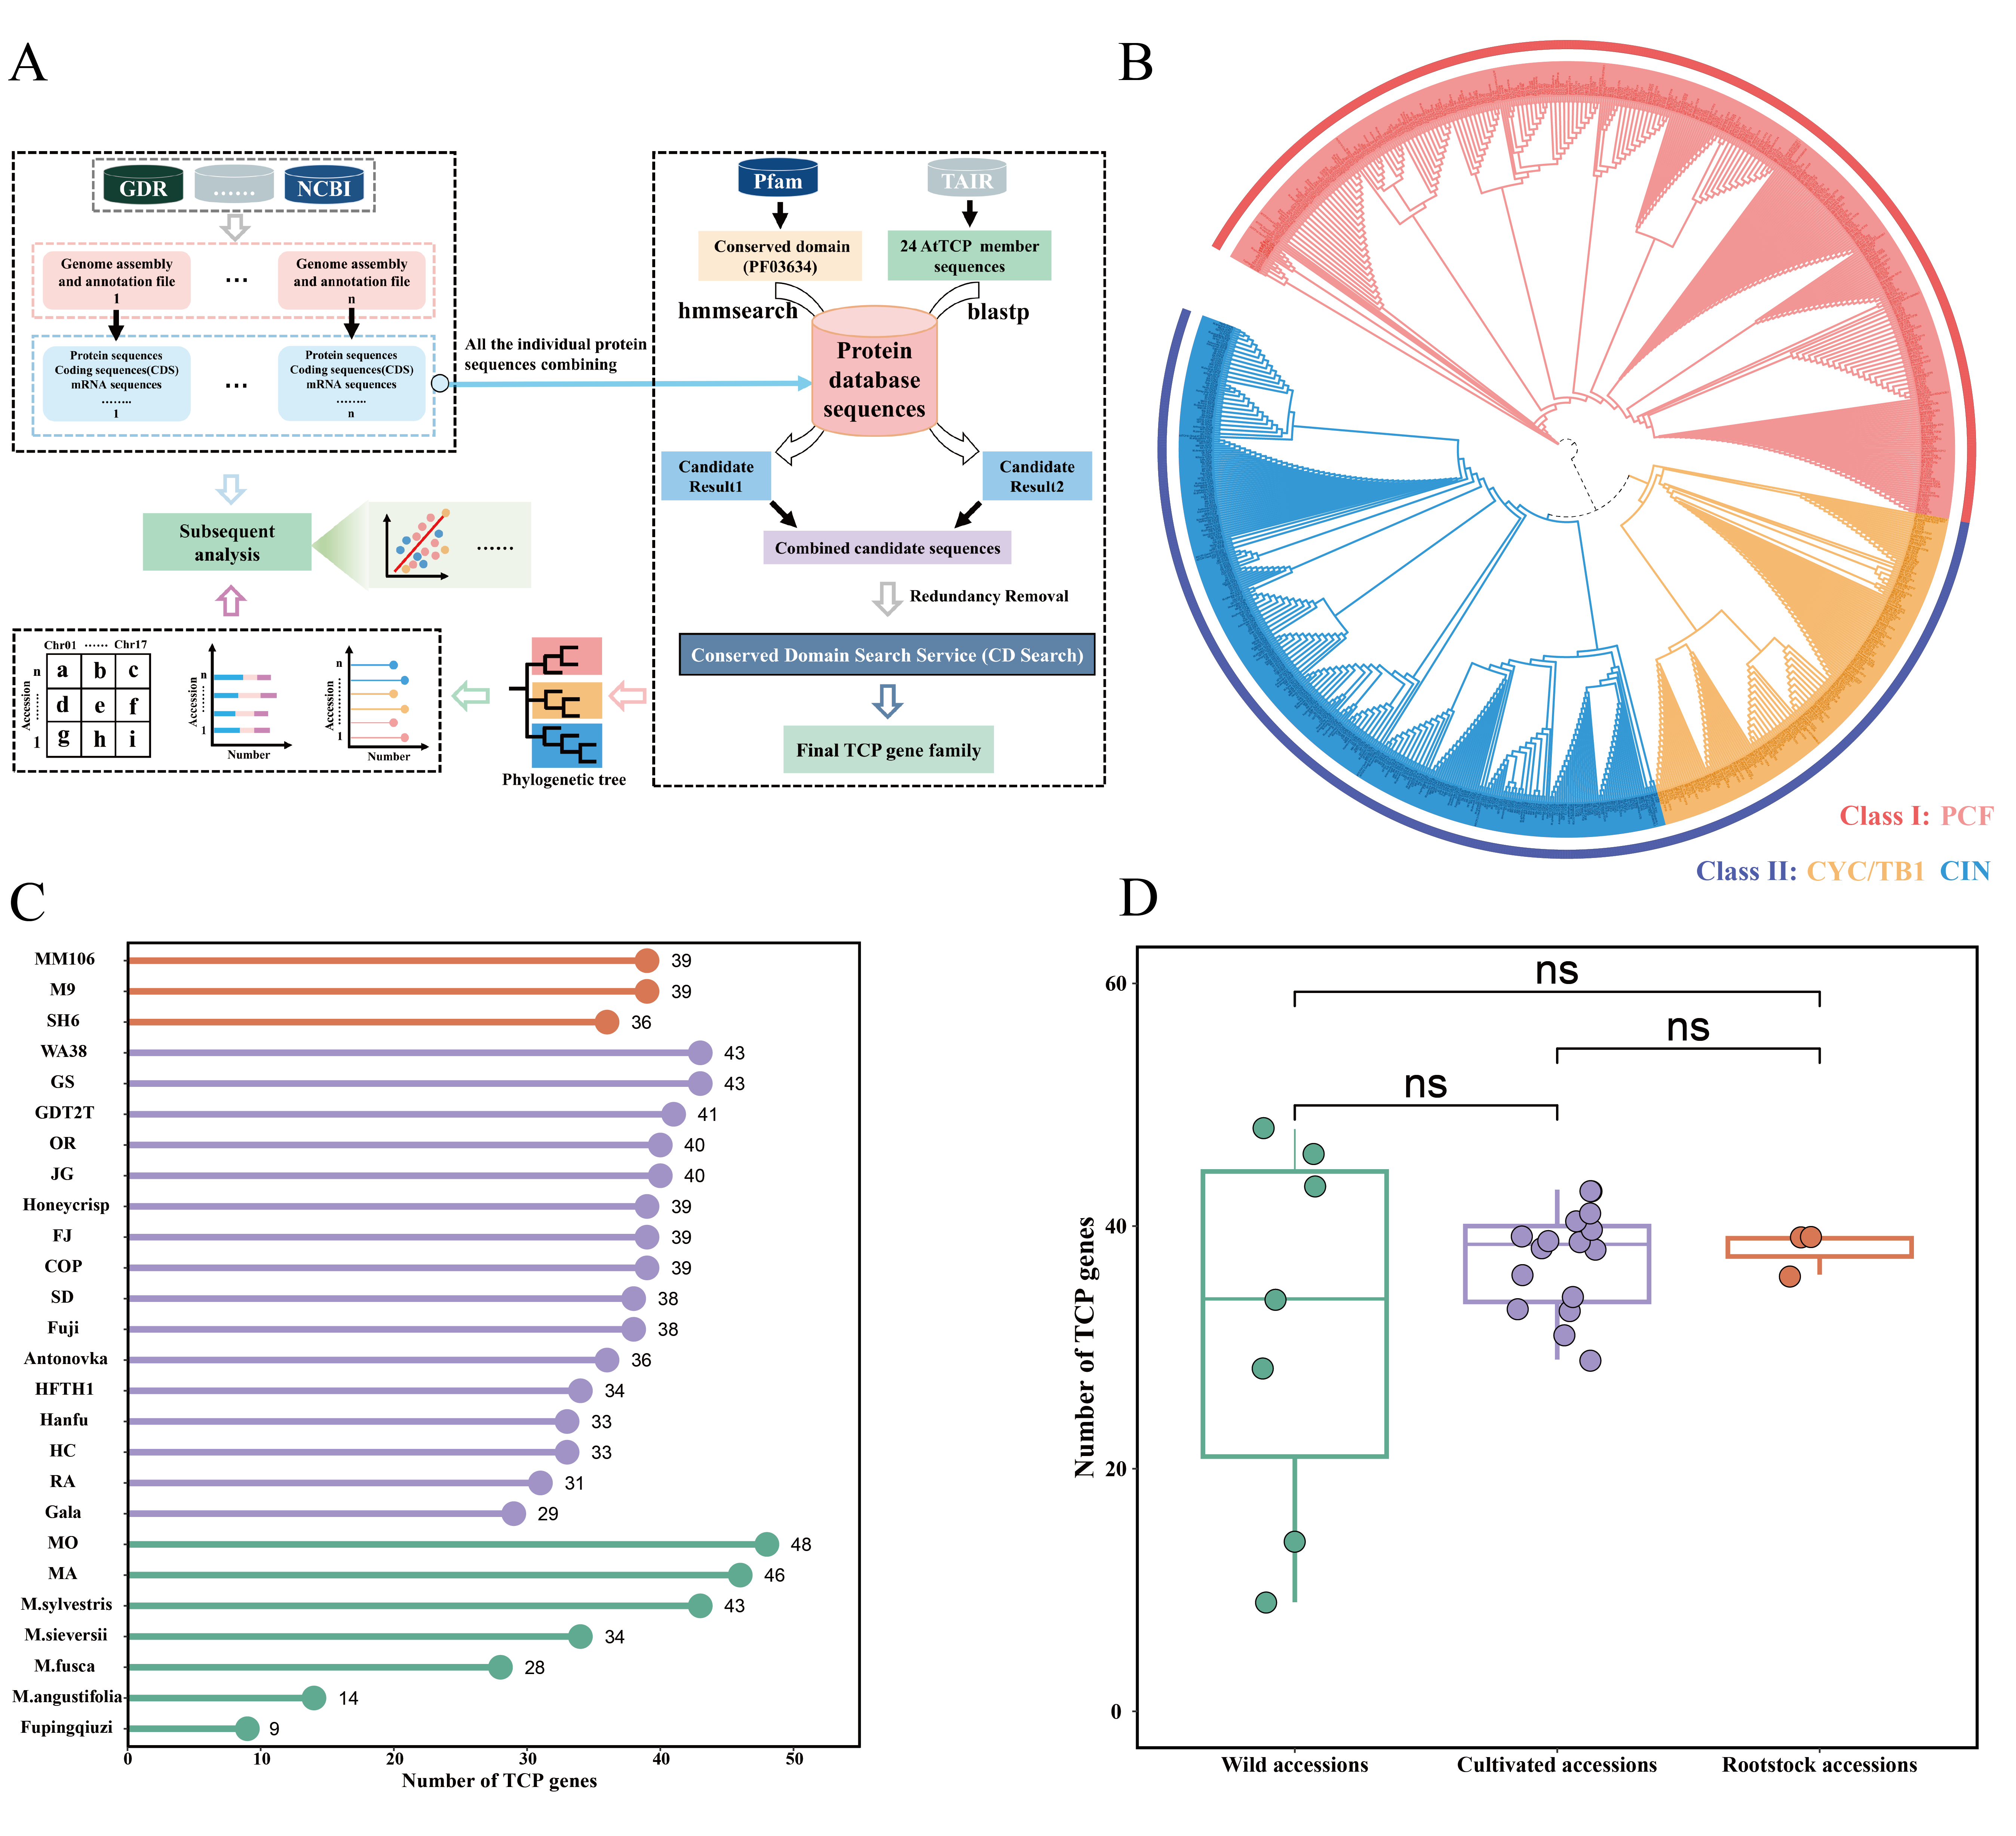 A
GDR
......
NCBI
Genome assembly
and annotation file
1
...
Genome assembly
and annotation file
n
Protein sequences
Coding sequences(CDS)
mRNA sequences
........
1
...
Protein sequences
Coding sequences(CDS)
mRNA sequences
........
n
All the individual protein
sequences combining
Pfam
TAIR
Conserved domain
(PF03634)
24 AtTCP member
sequences
hmmsearch
blastp
Protein
database
sequences
Candidate
Result1
Candidate
Result2
Combined candidate sequences
Redundancy Removal
Conserved Domain Search Service (CD Search)
Final TCP gene family
Subsequent
analysis
......
Chr01 ...... Chr17
n
Accession
1
a b c
d e f
g h i
n
Accession
1
Number
n
Accession
1
Number
Phylogenetic tree
B
Class I: PCF
Class II: CYC/TB1 CIN
C
MM106 39
M9 39
SH6 36
WA38 43
GS 43
GDT2T 41
OR 40
JG 40
Honeycrisp 39
FJ 39
COP 39
SD 38
Fuji 38
Antonovka 36
HFTH1 34
Hanfu 33
HC 33
RA 31
Gala 29
MO 48
MA 46
M.sylvestris 43
M.sieversii 34
M.fusca 28
M.angustifolia 14
Fupingqiuzi 9
0 10 20 30 40 50
Number of TCP genes
D
Number of TCP genes
60
40
20
0
ns
ns
ns
Wild accessions
Cultivated accessions
Rootstock accessions